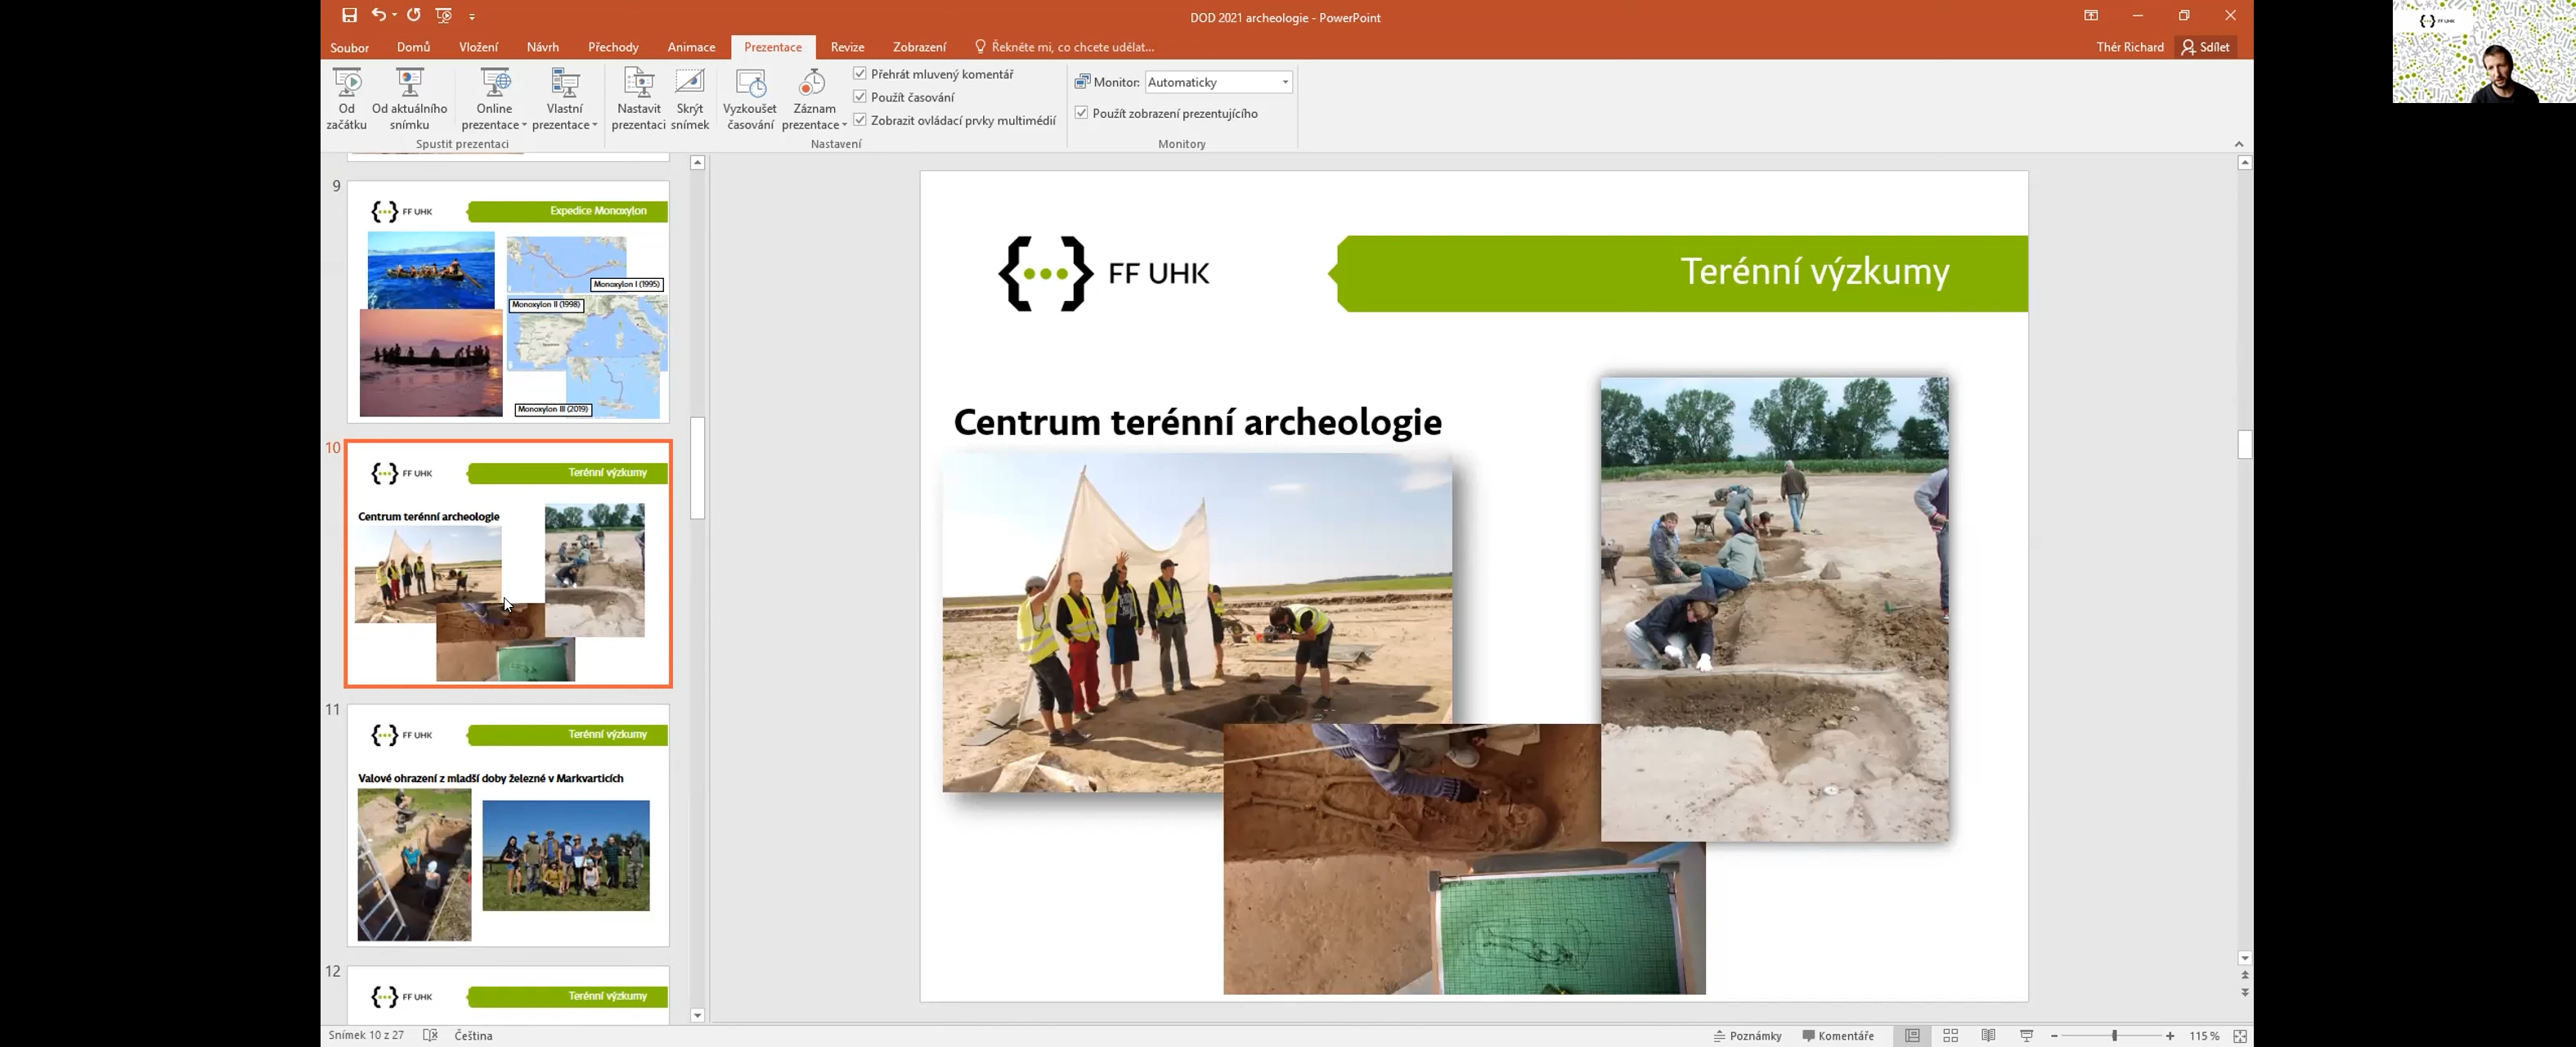 DOD 2021 archeologie - PowerPoint
Soubor Domů Vložení Návrh Přechody Animace Prezentace Revize Zobrazení Řekněte mi, co chcete udělat...
Thér Richard Sdílet
Od začátku
Od aktuálního snímku
Online prezentace
Vlastní prezentace
Spustit prezentaci
Nastavit prezentaci
Skrýt snímek
Vyzkoušet časování
Záznam prezentace
Přehrát mluvený komentář
Použít časování
Zobrazit ovládací prvky multimédií
Nastavení
Monitor: Automaticky
Použít zobrazení prezentujícího
Monitory
FF UHK
9
FF UHK Expedice Monoxylon
Monoxylon I (1995)
Monoxylon II (1998)
Monoxylon III (2019)
10
FF UHK Terénní výzkumy
Centrum terénní archeologie
11
FF UHK Terénní výzkumy
Valové ohrazení z mladší doby železné v Markvarticích
12
FF UHK Terénní výzkumy
FF UHK Terénní výzkumy
Centrum terénní archeologie
Snímek 10 z 27 Čeština
Poznámky Komentáře 115 %